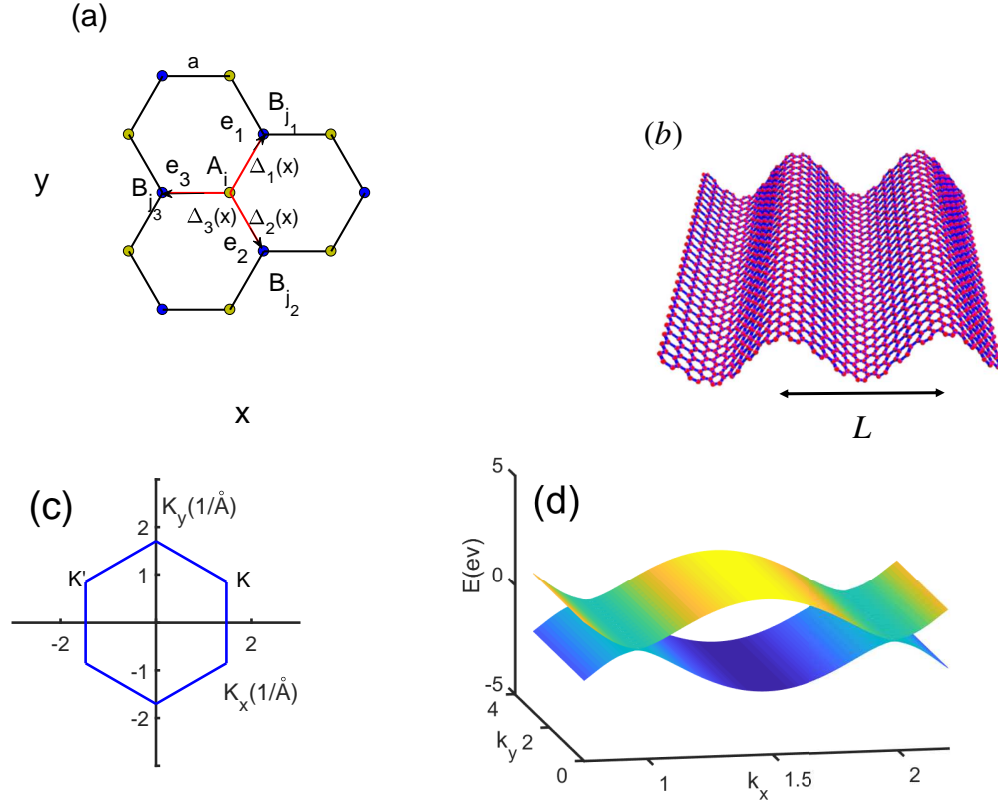 (a)
a
B
j1
e1
Δ1(x)
y
e3
Ai
B
j3
Δ3(x)
Δ2(x)
e2
B
j2
x
(b)
L
(c)
Ky(1/Å)
2
K'
1
K
-2
2
-1
Kx(1/Å)
-2
(d)
5
E(ev)
0
-5
4
ky
2
0
1
kx
1.5
2